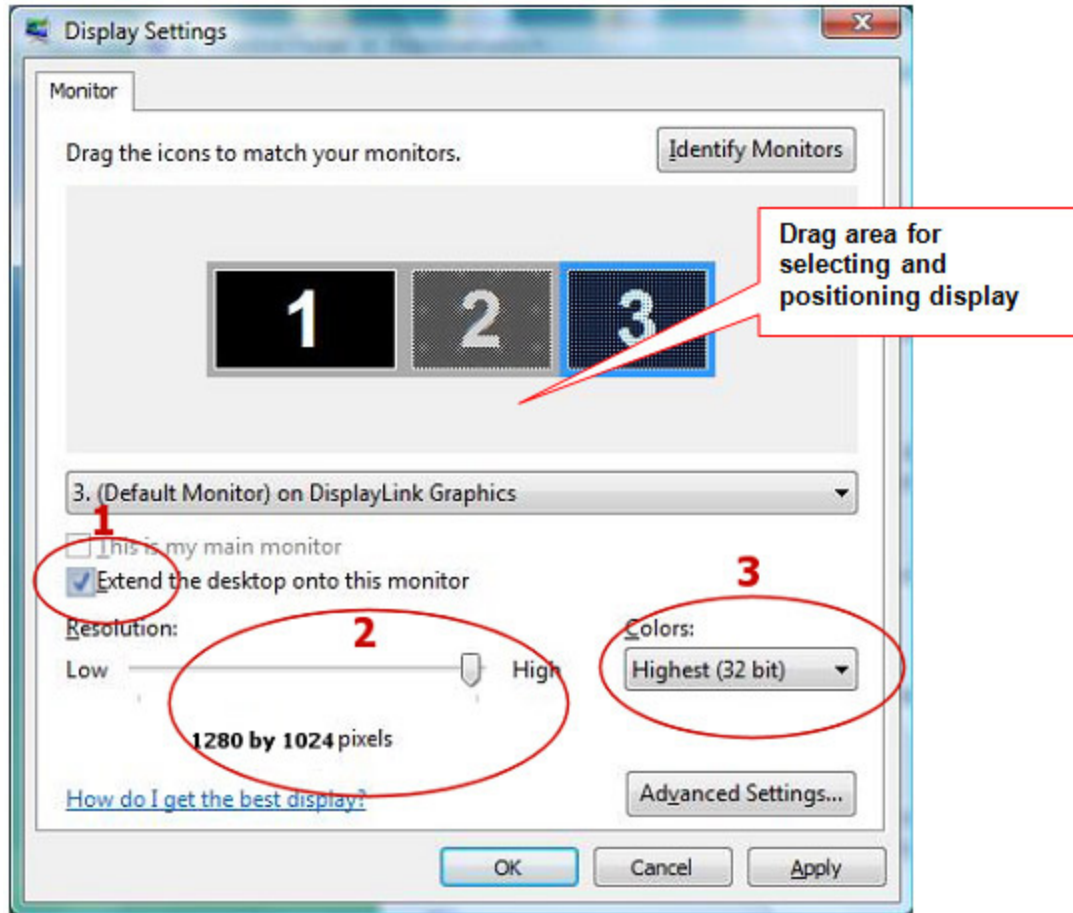 Display Settings
Monitor
Drag the icons to match your monitors.
Identify Monitors
1
2
3
Drag area for
selecting and
positioning display
3. (Default Monitor) on DisplayLink Graphics
1
This is my main monitor
Extend the desktop onto this monitor
Resolution:
2
Low
High
1280 by 1024 pixels
3
Colors:
Highest (32 bit)
How do I get the best display?
Advanced Settings...
OK
Cancel
Apply